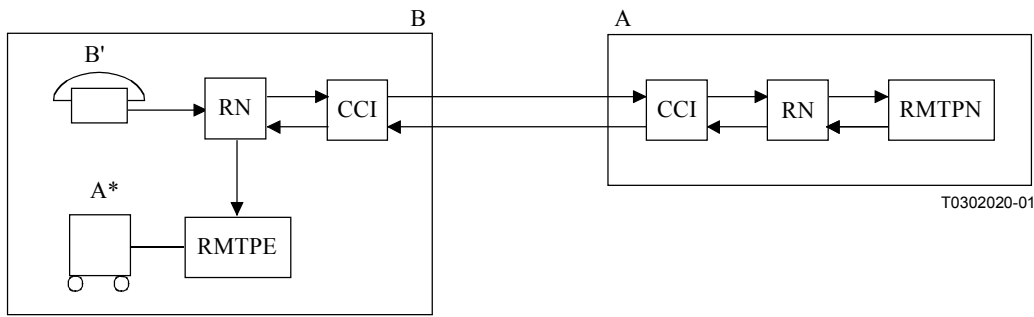 B
A
B'
RN
CCI
CCI
RN
RMTPN
T0302020-01
A*
RMTPE